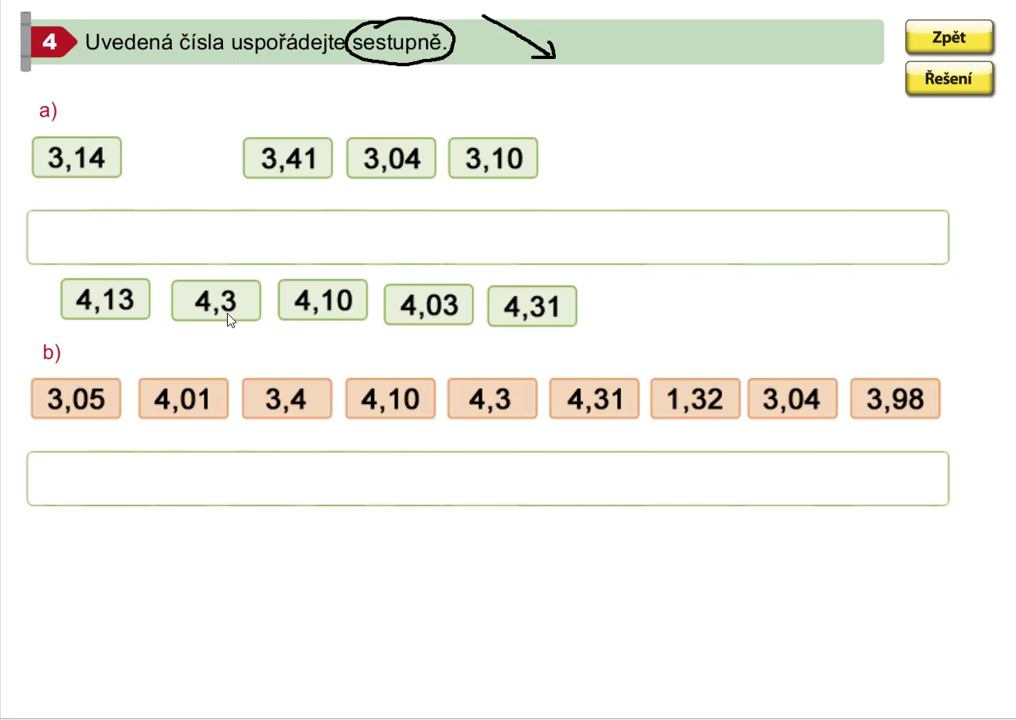 4 Uvedená čísla uspořádejte sestupně.
Zpět
Řešení
a)
3,14 3,41 3,04 3,10
4,13 4,3 4,10 4,03 4,31
b)
3,05 4,01 3,4 4,10 4,3 4,31 1,32 3,04 3,98